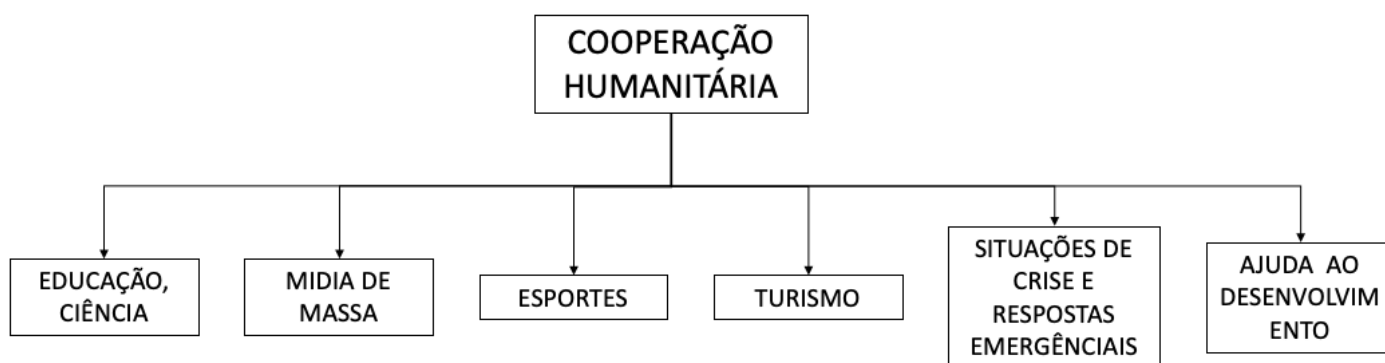 COOPERAÇÃO
HUMANITÁRIA
EDUCAÇÃO,
CIÊNCIA
MIDIA DE
MASSA
ESPORTES
TURISMO
SITUAÇÕES DE
CRISE E
RESPOSTAS
EMERGÊNCIAIS
AJUDA AO
DESENVOLVIM
ENTO